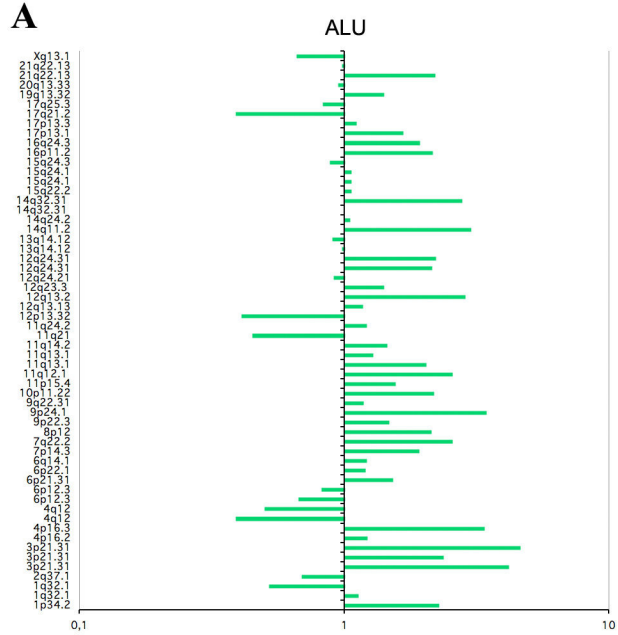 A
ALU
Xq13.1
21q22.13
21q22.13
20q13.33
19q13.32
17q25.3
17q21.2
17p13.3
17p13.1
16q24.3
16p11.2
15q24.3
15q24.1
15q24.1
15q22.2
14q32.31
14q32.31
14q24.2
14q11.2
13q14.12
13q14.12
12q24.31
12q24.31
12q24.21
12q23.3
12q13.2
12q13.13
12p13.32
11q24.2
11q21
11q14.2
11q13.1
11q13.1
11q12.1
11p15.4
10p11.22
9q22.31
9p24.1
9p22.3
8p12
7q22.2
7p14.3
6q14.1
6p22.1
6p21.31
6p12.3
6p12.3
4q12
4q12
4p16.3
4p16.2
3p21.31
3p21.31
3p21.31
2q37.1
1q32.1
1q32.1
1p34.2
0,1 1 10